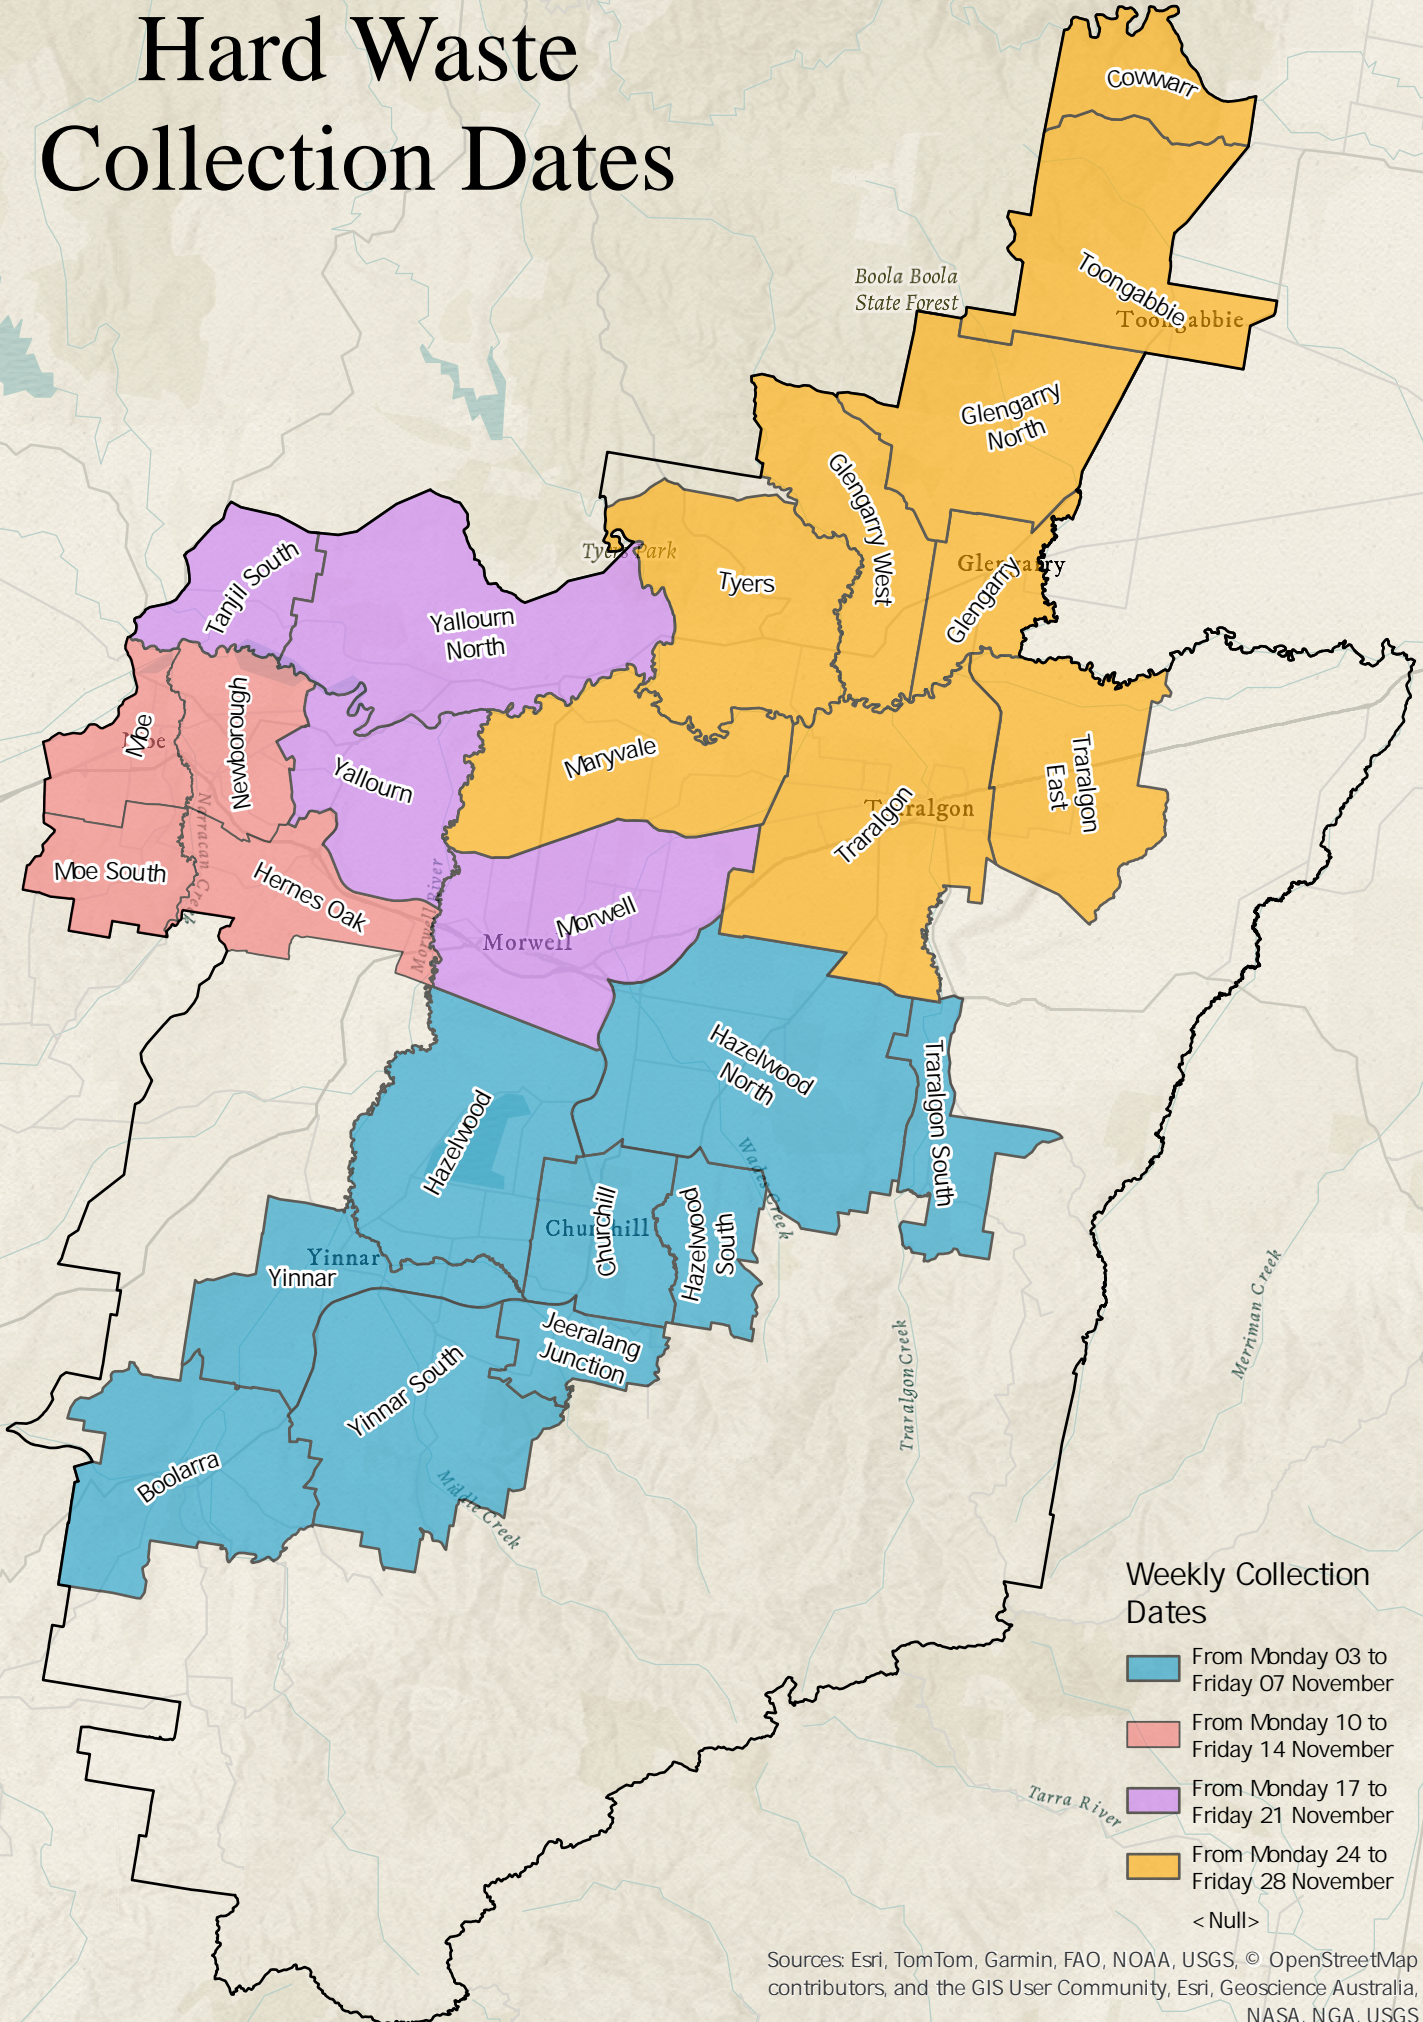 Hard Waste
Collection Dates
Cowwarr
Boola Boola
State Forest
Toongabbie
Toongabbie
Glengarry
North
Glengarry West
Tyers Park
Tyers
Glengarry
Glengarry
Tanjil South
Yallourn
North
Moe
Moe
Newborough
Yallourn
Maryvale
Traralgon
Traralgon
Traralgon
East
Narracan Creek
Moe South
Hernes Oak
Morwell River
Morwell
Morwell
Hazelwood
North
Traralgon South
Hazelwood
Wades Creek
Churchill
Churchill
Hazelwood
South
Yinnar
Yinnar
Jeeralang
Junction
Yinnar South
Traralgon Creek
Merriman Creek
Boolarra
Middle Creek
Weekly Collection
Dates
From Monday 03 to
Friday 07 November
From Monday 10 to
Friday 14 November
From Monday 17 to
Friday 21 November
From Monday 24 to
Friday 28 November
<Null>
Tarra River
Sources: Esri, TomTom, Garmin, FAO, NOAA, USGS, © OpenStreetMap
contributors, and the GIS User Community, Esri, Geoscience Australia,
NASA, NGA, USGS